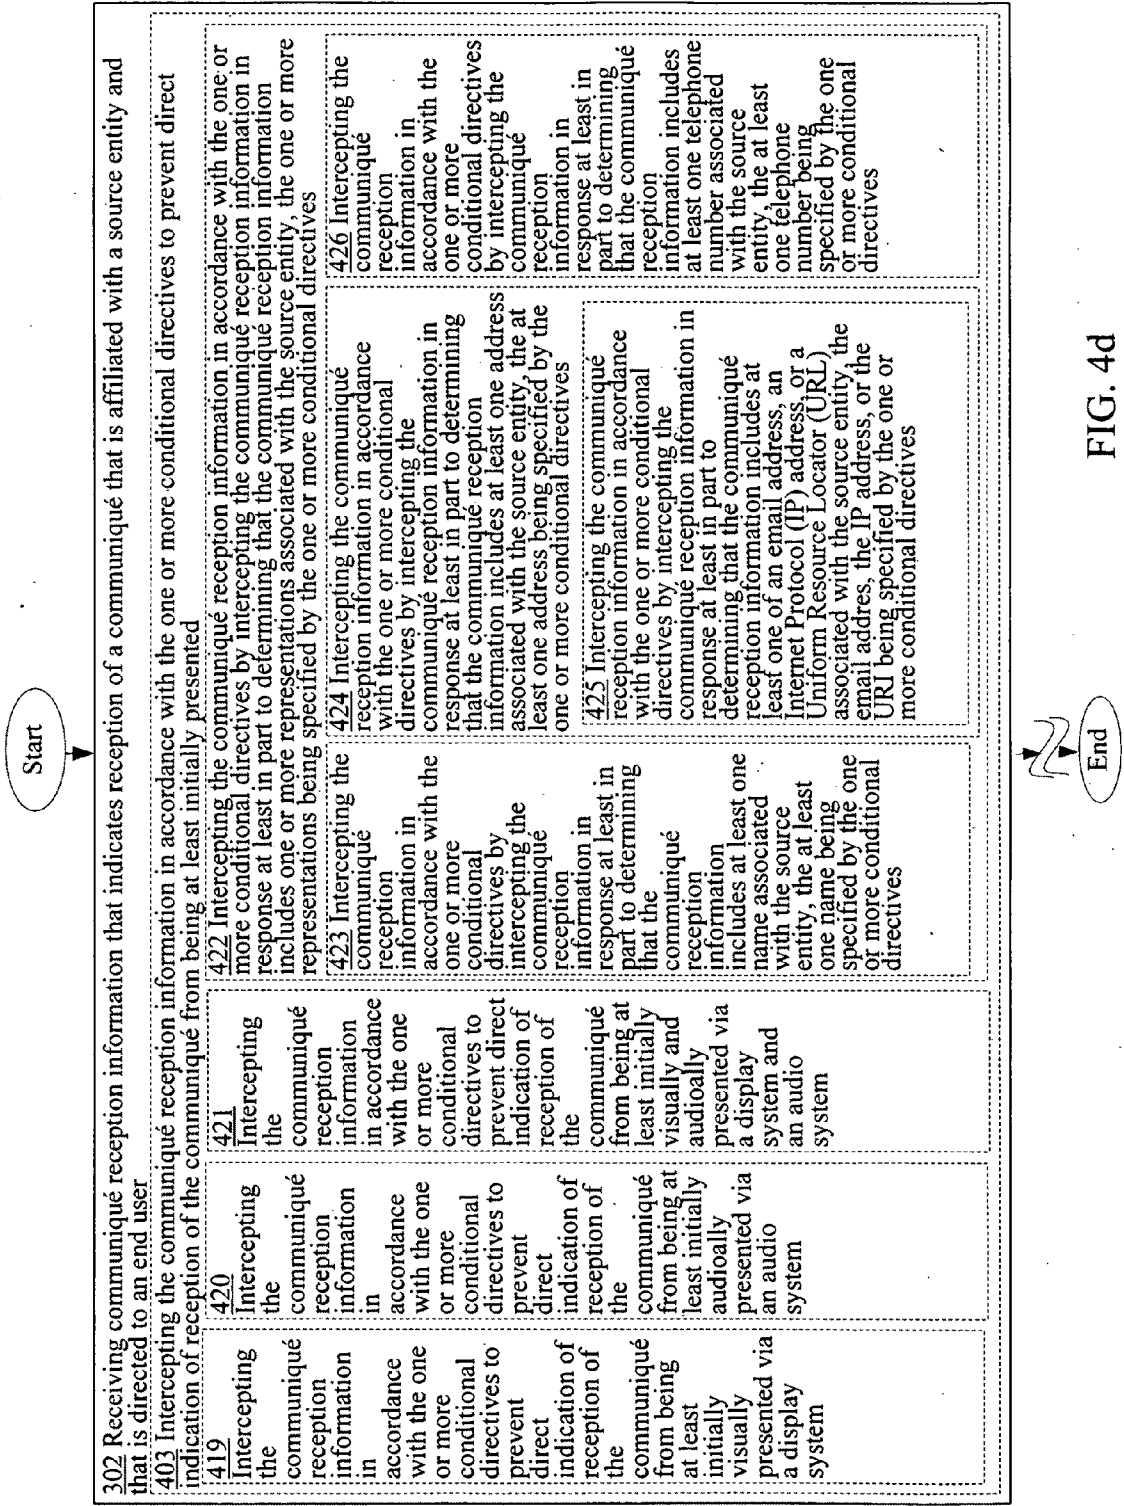 Start
302 Receiving communiqué reception information that indicates reception of a communiqué that is affiliated with a source entity and
that is directed to an end user
403 Intercepting the communiqué reception information in accordance with the one or more conditional directives to prevent direct
indication of reception of the communiqué from being at least initially presented
419
Intercepting
the
communiqué
reception
information
in
accordance
with the one
or more
conditional
directives to
prevent
direct
indication of
reception of
the
communiqué
from being
at least
initially
visually
presented via
a display
system
420
Intercepting
the
communiqué
reception
information
in
accordance
with the one
or more
conditional
directives to
prevent
direct
indication of
reception of
the
communiqué
from being at
least initially
audioally
presented via
an audio
system
421
Intercepting
the
communiqué
reception
information
in accordance
with the one
or more
conditional
directives to
prevent direct
indication of
reception of
the
communiqué
from being at
least initially
visually and
audioally
presented via
a display
system and
an audio
system
422 Intercepting the communiqué reception information in accordance with the one or
more conditional directives by intercepting the communiqué reception information in
response at least in part to determining that the communiqué reception information
includes one or more representations associated with the source entity, the one or more
representations being specified by the one or more conditional directives
423 Intercepting the
communiqué
reception
information in
accordance with the
one or more
conditional
directives by
intercepting the
communiqué
reception
information in
response at least in
part to determining
that the
communiqué
reception
information
includes at least one
name associated
with the source
entity, the at least
one name being
specified by the one
or more conditional
directives
424 Intercepting the communiqué
reception information in accordance
with the one or more conditional
directives by intercepting the
communiqué reception information in
response at least in part to determining
that the communiqué reception
information includes at least one address
associated with the source entity, the at
least one address being specified by the
one or more conditional directives
425 Intercepting the communiqué
reception information in accordance
with the one or more conditional
directives by intercepting the
communiqué reception information in
response at least in part to
determining that the communiqué
reception information includes at
least one of an email address, an
Internet Protocol (IP) address, or a
Uniform Resource Locator (URL)
associated with the source entity, the
email addres, the IP address, or the
URI being specified by the one or
more conditional directives
426 Intercepting the
communiqué
reception
information in
accordance with the
one or more
conditional directives
by intercepting the
communiqué
reception
information in
response at least in
part to determining
that the communiqué
reception
information includes
at least one telephone
number associated
with the source
entity, the at least
one telephone
number being
specified by the one
or more conditional
directives
End
FIG. 4d